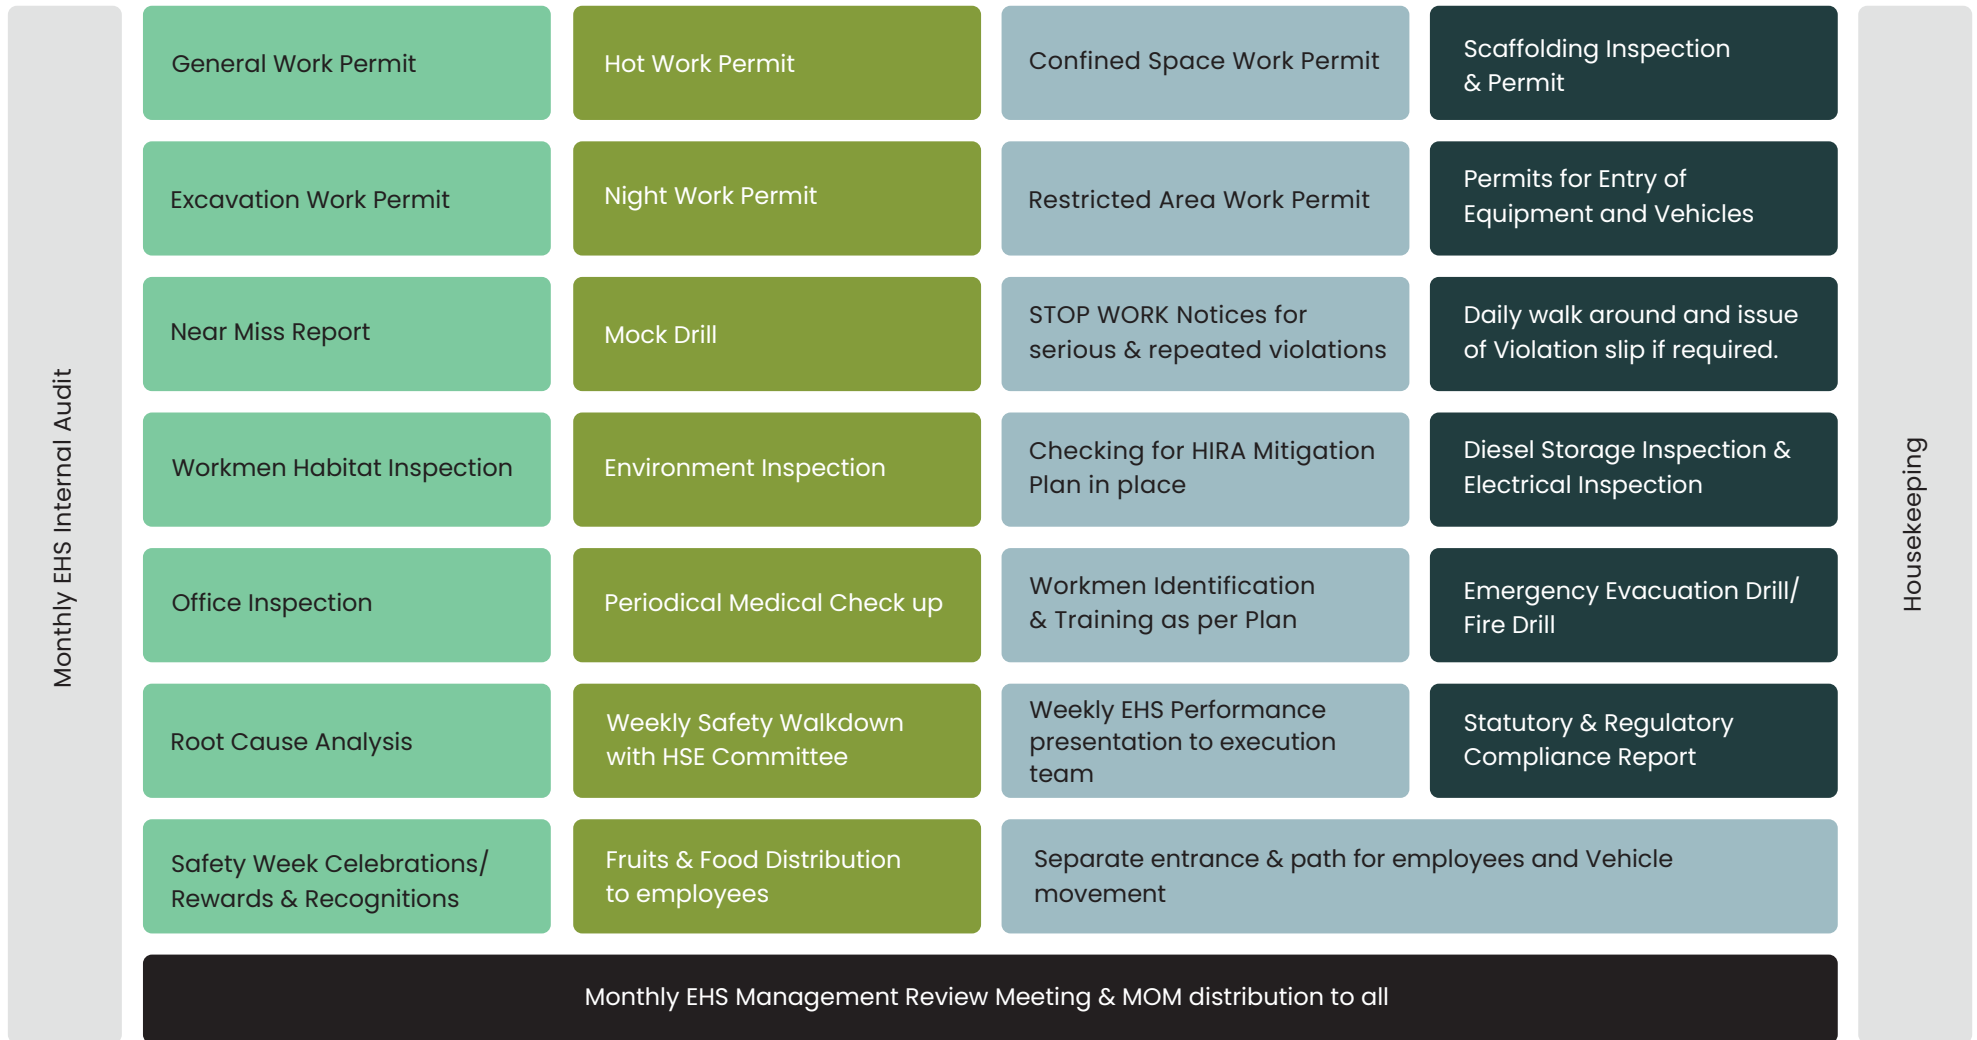 Monthly EHS Internal Audit
General Work Permit
Hot Work Permit
Confined Space Work Permit
Scaffolding Inspection
& Permit
Excavation Work Permit
Night Work Permit
Restricted Area Work Permit
Permits for Entry of
Equipment and Vehicles
Near Miss Report
Mock Drill
STOP WORK Notices for
serious & repeated violations
Daily walk around and issue
of Violation slip if required.
Workmen Habitat Inspection
Environment Inspection
Checking for HIRA Mitigation
Plan in place
Diesel Storage Inspection &
Electrical Inspection
Office Inspection
Periodical Medical Check up
Workmen Identification
& Training as per Plan
Emergency Evacuation Drill/
Fire Drill
Root Cause Analysis
Weekly Safety Walkdown
with HSE Committee
Weekly EHS Performance
presentation to execution
team
Statutory & Regulatory
Compliance Report
Safety Week Celebrations/
Rewards & Recognitions
Fruits & Food Distribution
to employees
Separate entrance & path for employees and Vehicle
movement
Monthly EHS Management Review Meeting & MOM distribution to all
Housekeeping